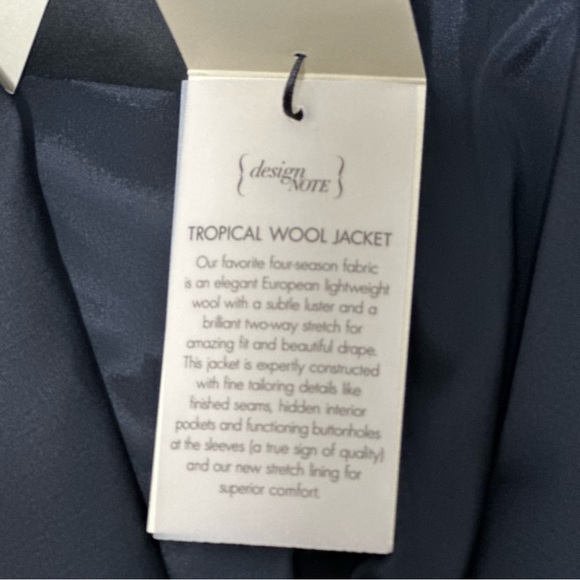 {design NOTE}
TROPICAL WOOL JACKET
Our favorite four-season fabric
is an elegant European lightweight
wool with a subtle luster and a
brilliant two-way stretch for
amazing fit and beautiful drape.
This jacket is expertly constructed
with fine tailoring details like
finished seams, hidden interior
pockets and functioning buttonholes
at the sleeves (a true sign of quality)
and our new stretch lining for
superior comfort.